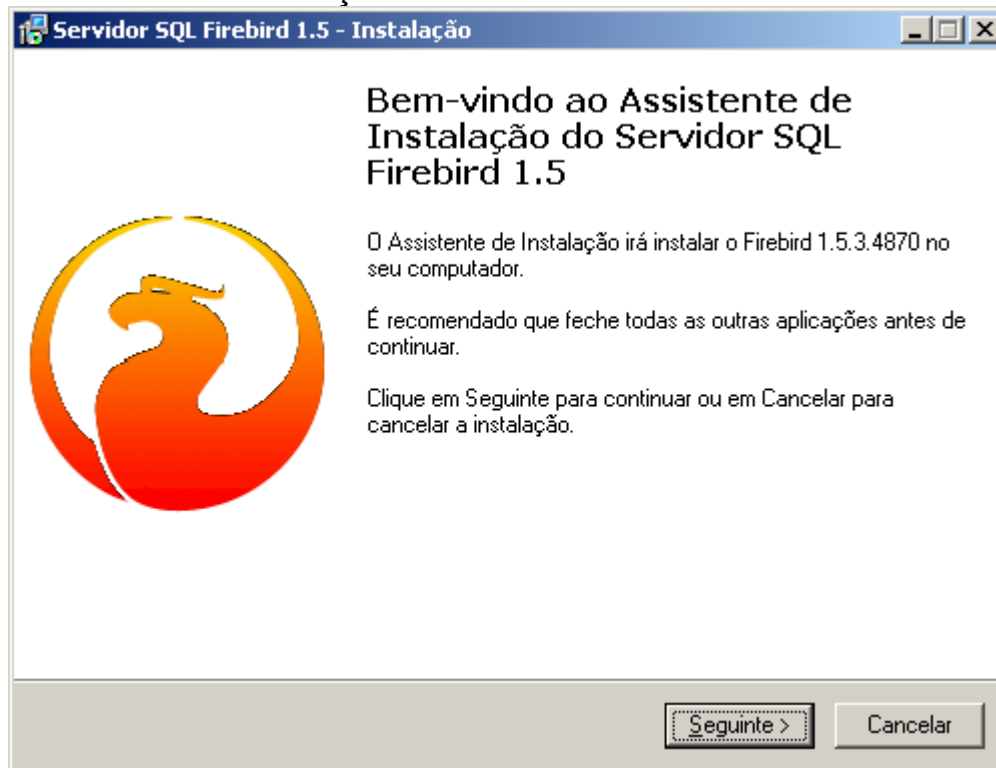 Servidor SQL Firebird 1.5 - Instalação
Bem-vindo ao Assistente de
Instalação do Servidor SQL
Firebird 1.5
O Assistente de Instalação irá instalar o Firebird 1.5.3.4870 no
seu computador.
É recomendado que feche todas as outras aplicações antes de
continuar.
Clique em Seguinte para continuar ou em Cancelar para
cancelar a instalação.
Seguinte >
Cancelar